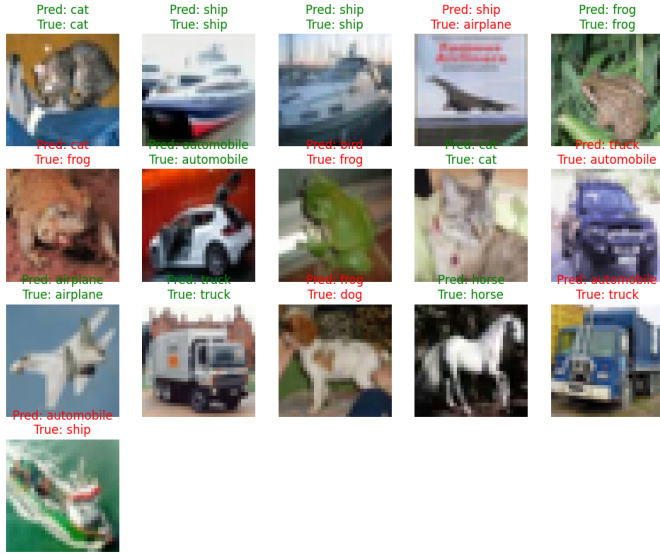 Pred: cat
True: cat
Pred: ship
True: ship
Pred: ship
True: ship
Pred: ship
True: airplane
Pred: frog
True: frog
Pred: cat
True: frog
Pred: automobile
True: automobile
Pred: bird
True: frog
Pred: cat
True: cat
Pred: truck
True: automobile
Pred: airplane
True: airplane
Pred: truck
True: truck
Pred: frog
True: dog
Pred: horse
True: horse
Pred: automobile
True: truck
Pred: automobile
True: ship